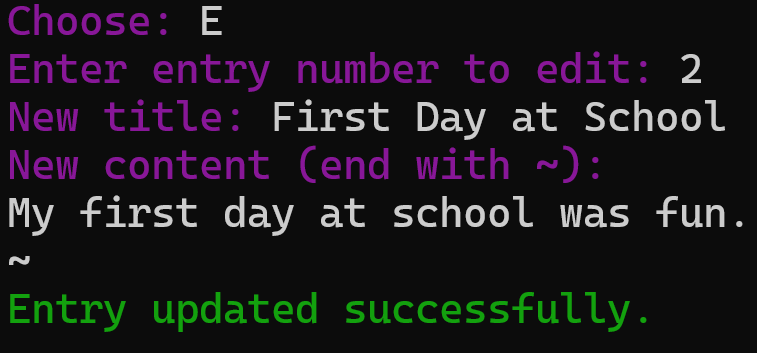 Choose: E
Enter entry number to edit: 2
New title: First Day at School
New content (end with ~):
My first day at school was fun.
~
Entry updated successfully.